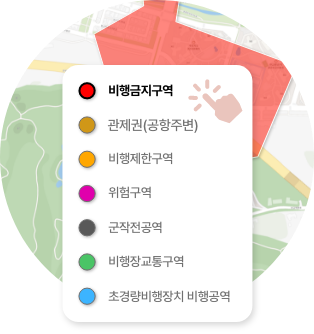 비행금지구역
관제권(공항주변)
비행제한구역
위험구역
군작전공역
비행장교통구역
초경량비행장치 비행공역